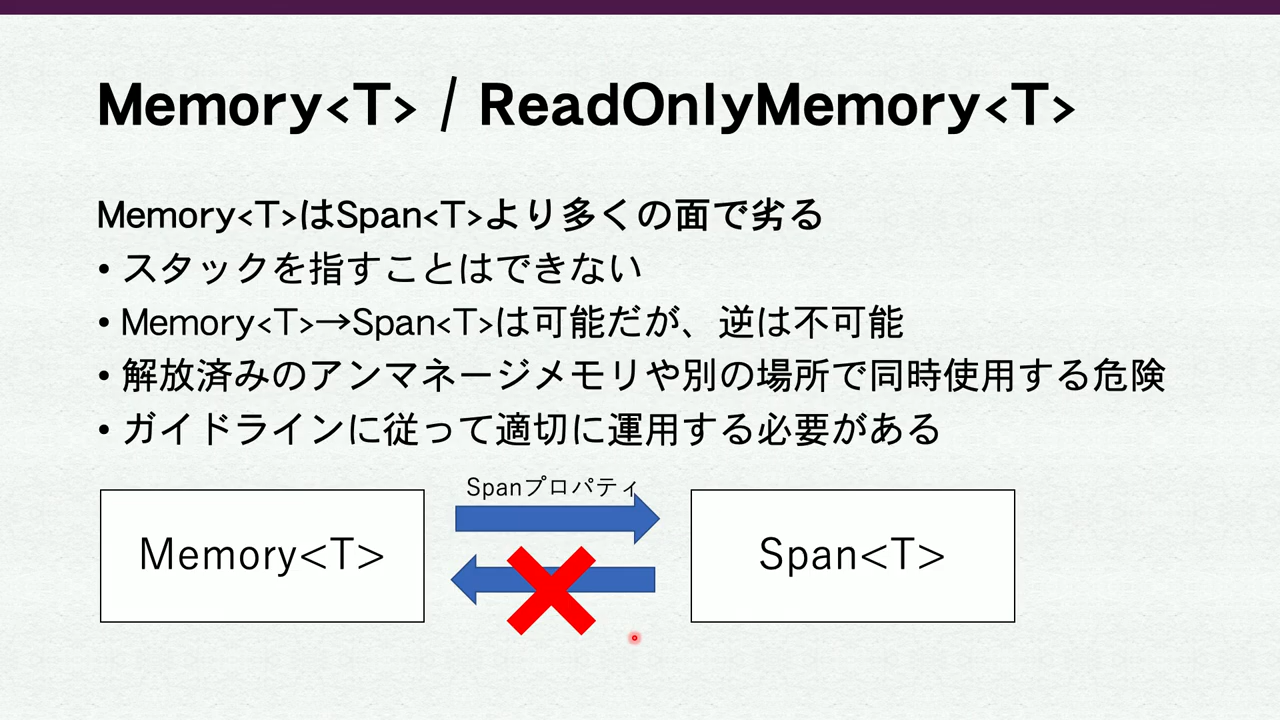 Memory<T> / ReadOnlyMemory<T>
Memory<T>はSpan<T>より多くの面で劣る
• スタックを指すことはできない
• Memory<T>→Span<T>は可能だが、逆は不可能
• 解放済みのアンマネージメモリや別の場所で同時使用する危険
• ガイドラインに従って適切に運用する必要がある
Spanプロパティ
Memory<T>
Span<T>